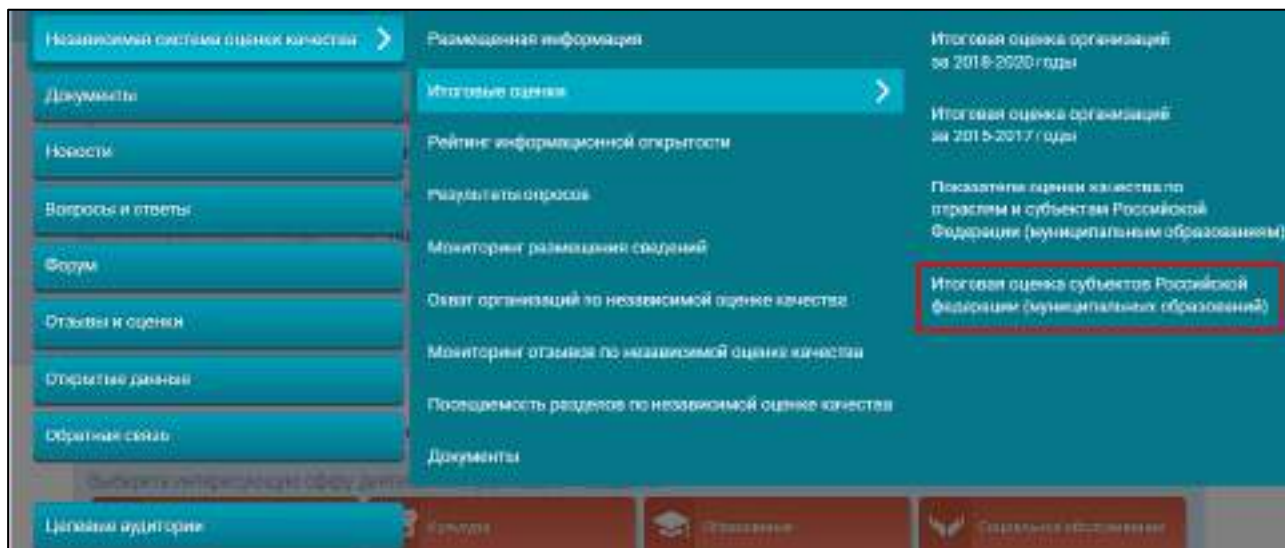 Независимая система оценки качества
Документы
Новости
Вопросы и ответы
Форум
Отзывы и оценки
Открытые данные
Обратная связь
Целевые аудитории
Размещенная информация
Итоговые оценки
Рейтинг информационной открытости
Результаты опросов
Мониторинг размещения сведений
Охват организаций по независимой оценке качества
Мониторинг отзывов по независимой оценке качества
Посещаемость разделов по независимой оценке качества
Документы
Итоговая оценка организаций
за 2018-2020 годы
Итоговая оценка организаций
за 2015-2017 годы
Показатели оценки качества по
отраслям и субъектам Российской
Федерации (муниципальным образованиям)
Итоговая оценка субъектов Российской
Федерации (муниципальных образований)
Выберите интересующую сферу
Культура
Образование
Социальное обслуживание